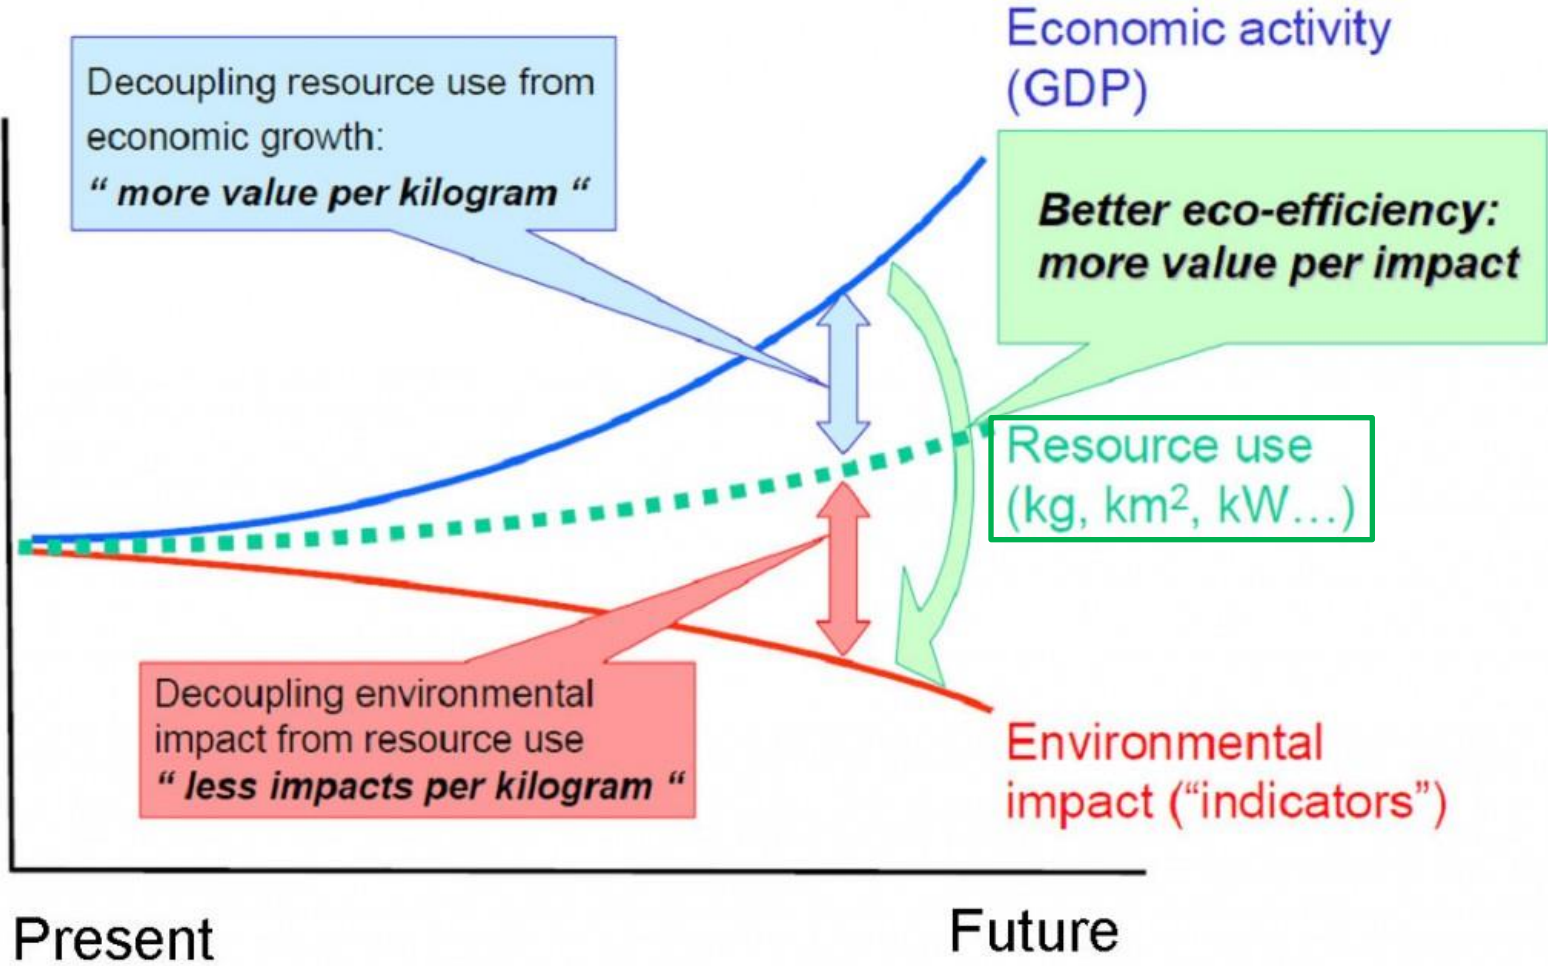 Economic activity
(GDP)
Decoupling resource use from
economic growth:
“ more value per kilogram “
Better eco-efficiency:
more value per impact
Resource use
(kg, km², kW…)
Decoupling environmental
impact from resource use
“ less impacts per kilogram “
Environmental
impact (“indicators”)
Present
Future